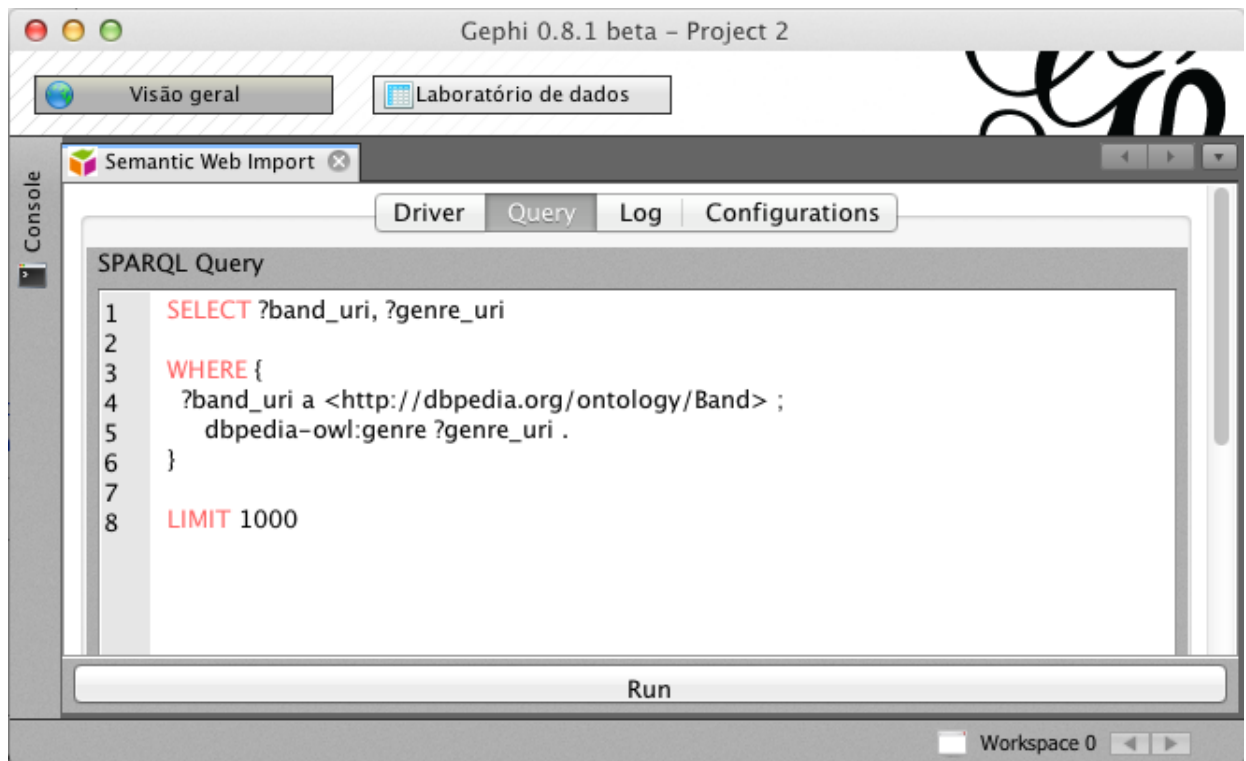 Gephi 0.8.1 beta – Project 2
Visão geral
Laboratório de dados
Console
Semantic Web Import
Driver Query Log Configurations
SPARQL Query
1 SELECT ?band_uri, ?genre_uri
2
3 WHERE {
4 ?band_uri a <http://dbpedia.org/ontology/Band> ;
5 dbpedia-owl:genre ?genre_uri .
6 }
7
8 LIMIT 1000
Run
Workspace 0